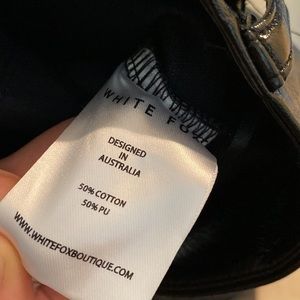 WHITE FOX
DESIGNED
IN
AUSTRALIA
50% COTTON
50% PU
WWW.WHITEFOXBOUTIQUE.COM